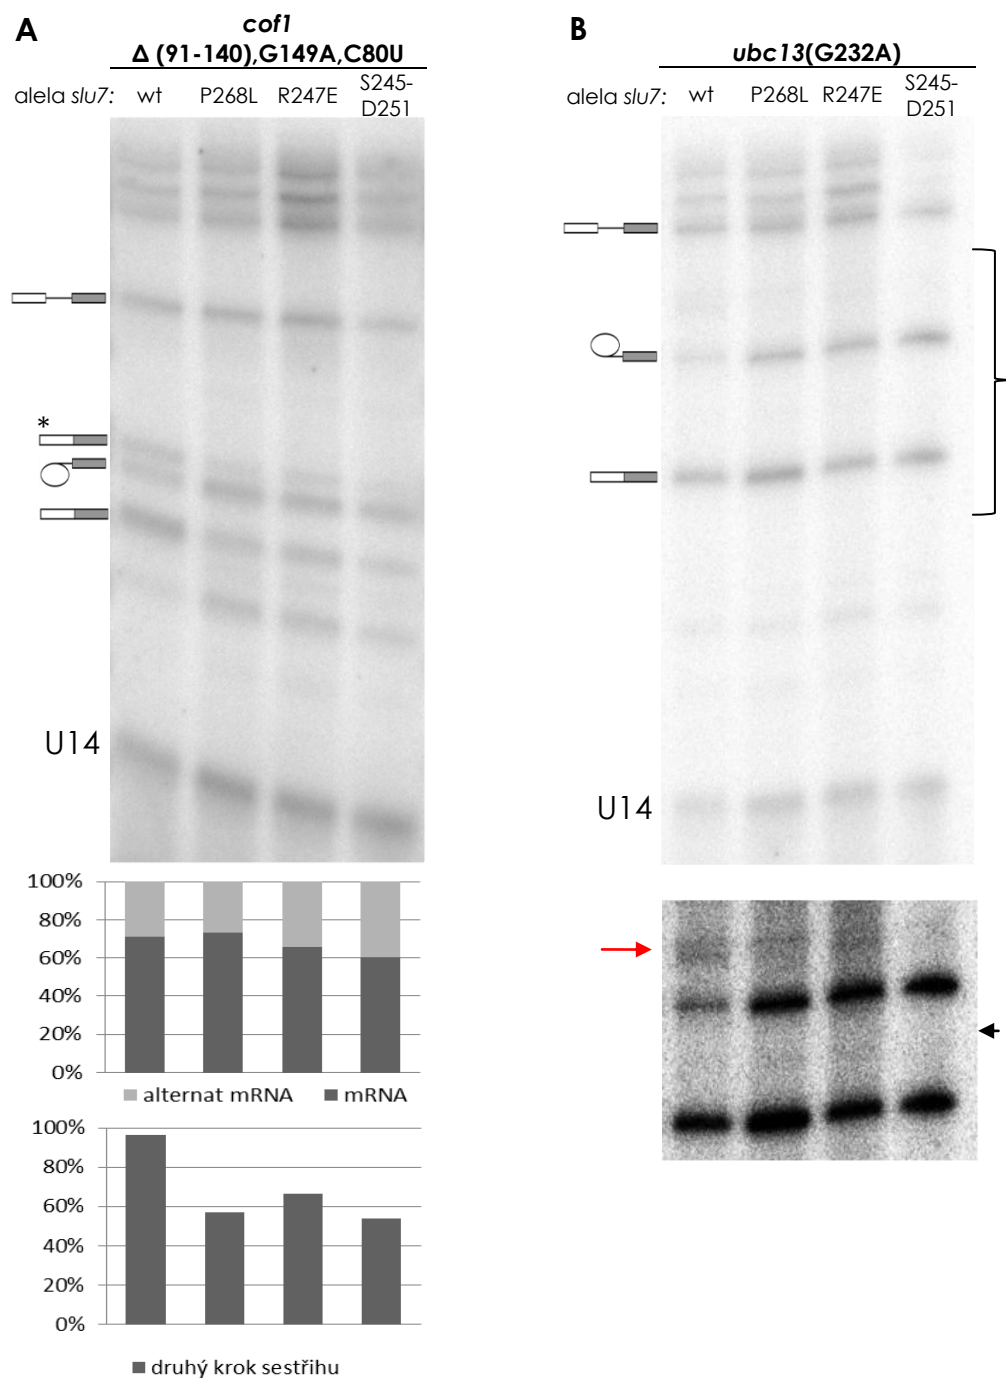 A
cof1
Δ (91-140),G149A,C80U
alela slu7: wt P268L R247E S245-D251
*
U14
100%
80%
60%
40%
20%
0%
alternat mRNA mRNA
100%
80%
60%
40%
20%
0%
druhý krok sestřihu
B
ubc13(G232A)
alela slu7: wt P268L R247E S245-D251
U14